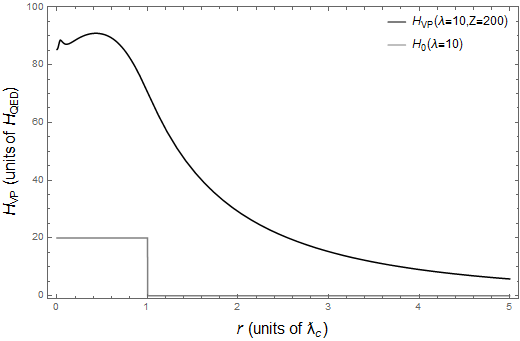 H_VP(λ=10,Z=200)
H_0(λ=10)
100
80
60
40
20
0
H_VP (units of H_QED)
0 1 2 3 4 5
r (units of ƛ_c)